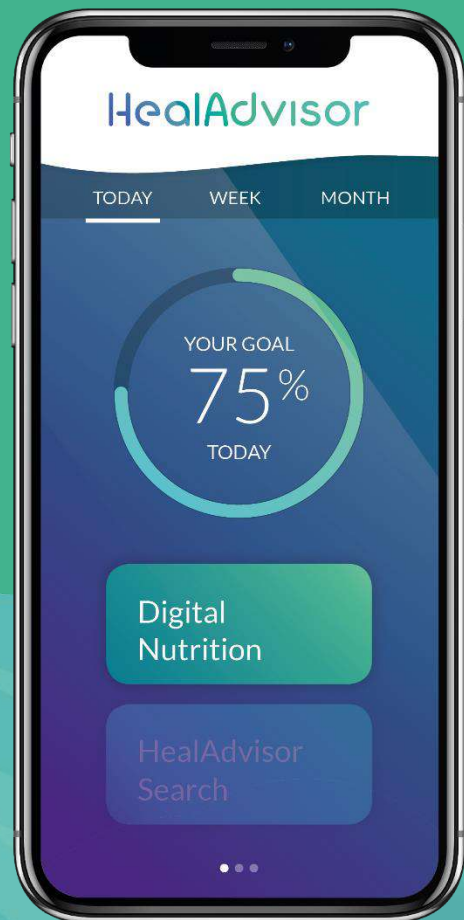 HealAdvisor
TODAY WEEK MONTH
YOUR GOAL
75%
TODAY
Digital
Nutrition
HealAdvisor
Search